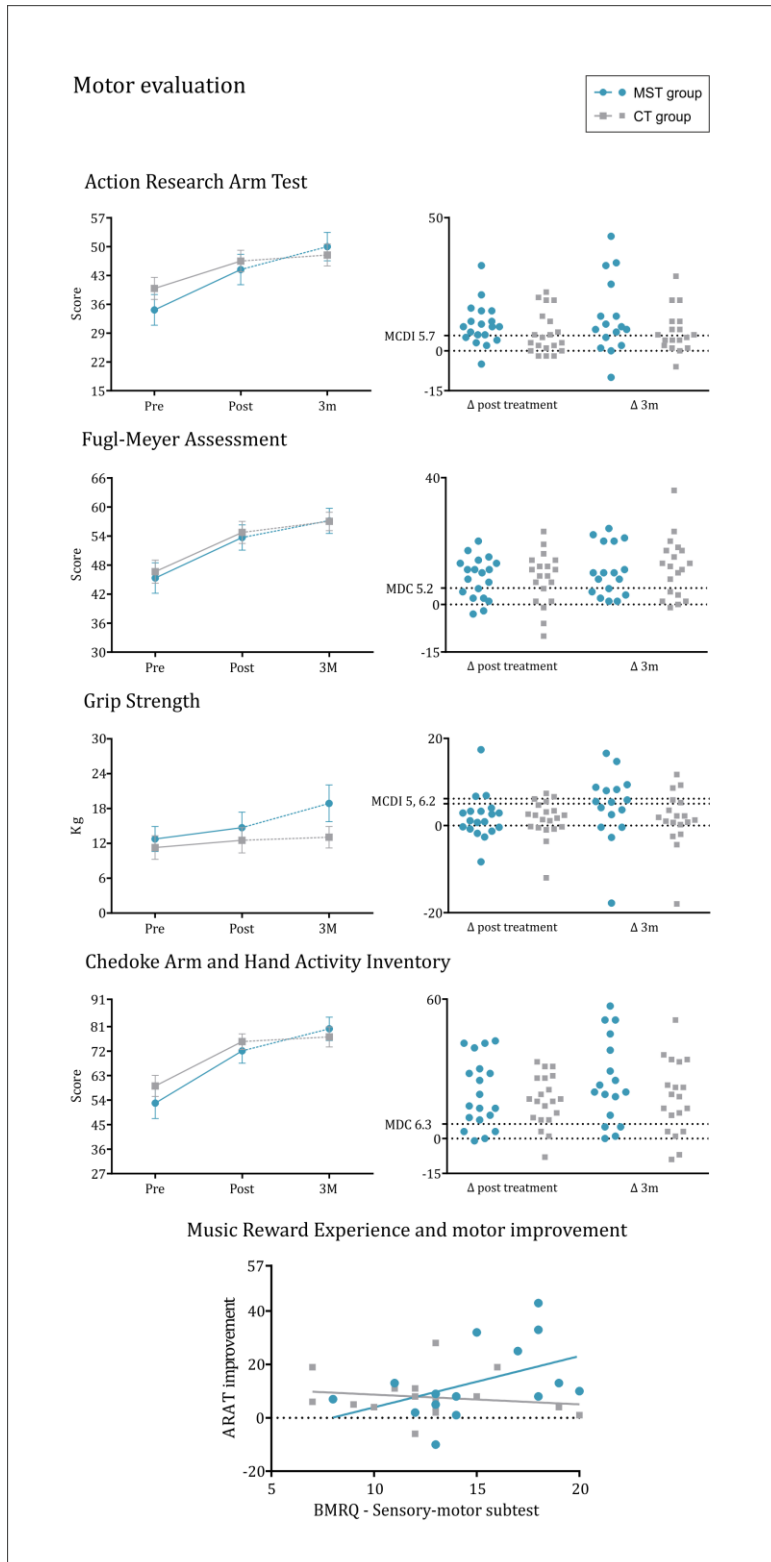 Motor evaluation
MST group
CT group
Action Research Arm Test
57
50
43
36
29
22
15
Score
Pre
Post
3m
50
MCDI 5.7
0
-15
Δ post treatment
Δ 3m
Fugl-Meyer Assessment
66
60
54
48
42
36
30
Score
Pre
Post
3M
40
MDC 5.2
0
-15
Δ post treatment
Δ 3m
Grip Strength
30
24
18
12
6
0
Kg
Pre
Post
3M
20
MCDI 5, 6.2
0
-20
Δ post treatment
Δ 3m
Chedoke Arm and Hand Activity Inventory
91
81
72
63
54
45
36
27
Score
Pre
Post
3M
60
MDC 6.3
0
-15
Δ post treatment
Δ 3m
Music Reward Experience and motor improvement
57
40
20
0
-20
ARAT improvement
5
10
15
20
BMRQ - Sensory-motor subtest